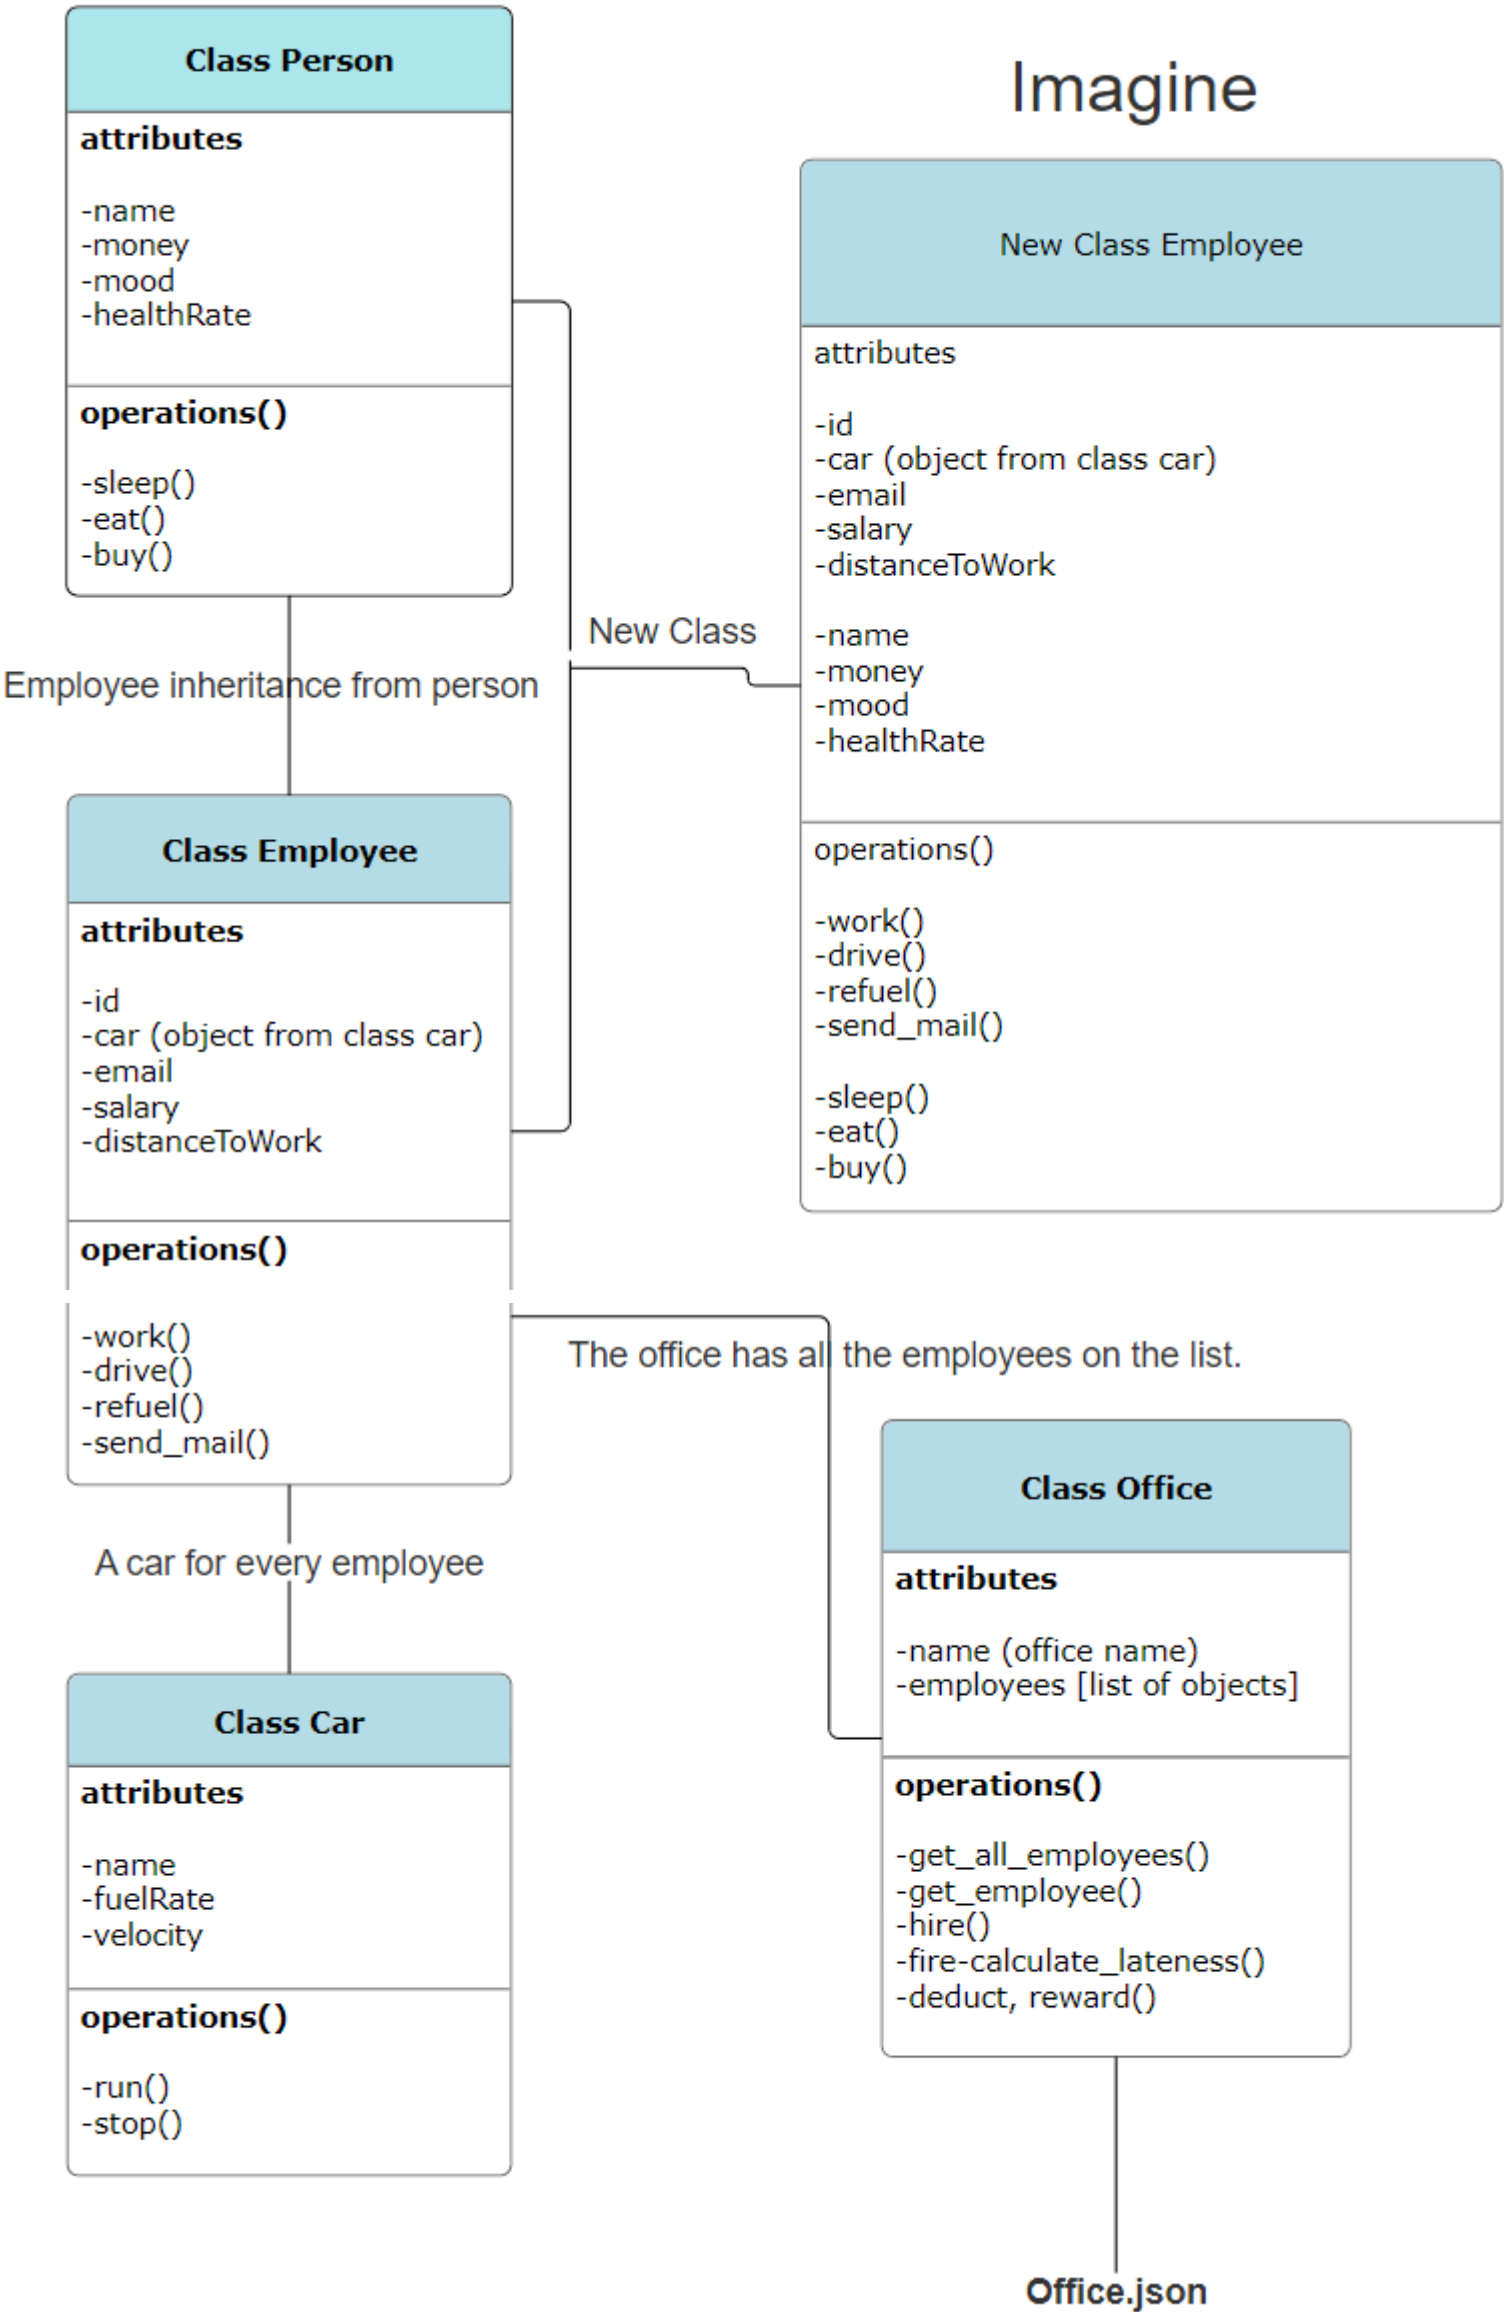 Class Person
attributes
-name
-money
-mood
-healthRate
operations()
-sleep()
-eat()
-buy()
Employee inheritance from person
Class Employee
attributes
-id
-car (object from class car)
-email
-salary
-distanceToWork
operations()
-work()
-drive()
-refuel()
-send_mail()
A car for every employee
Class Car
attributes
-name
-fuelRate
-velocity
operations()
-run()
-stop()
Imagine
New Class
New Class Employee
attributes
-id
-car (object from class car)
-email
-salary
-distanceToWork
-name
-money
-mood
-healthRate
operations()
-work()
-drive()
-refuel()
-send_mail()
-sleep()
-eat()
-buy()
The office has all the employees on the list.
Class Office
attributes
-name (office name)
-employees [list of objects]
operations()
-get_all_employees()
-get_employee()
-hire()
-fire-calculate_lateness()
-deduct, reward()
Office.json